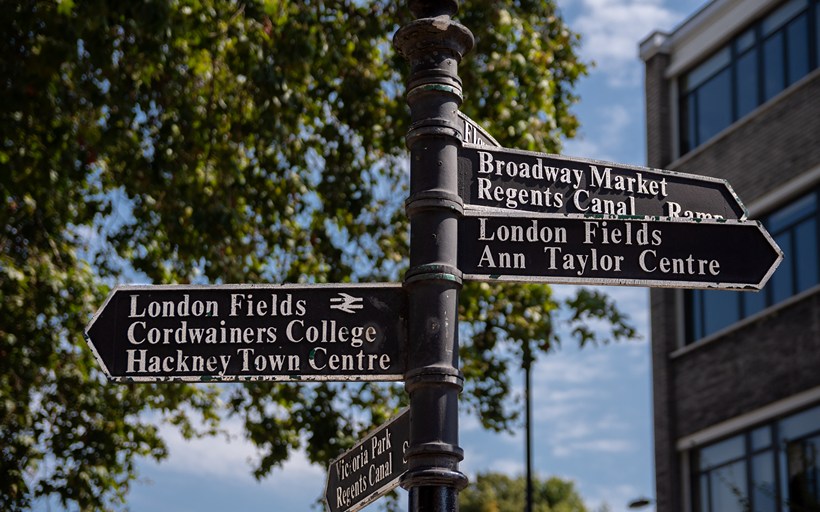 Broadway Market
Regents Canal
London Fields
Ann Taylor Centre
London Fields
Cordwainers College
Hackney Town Centre
Victoria Park
Regents Canal